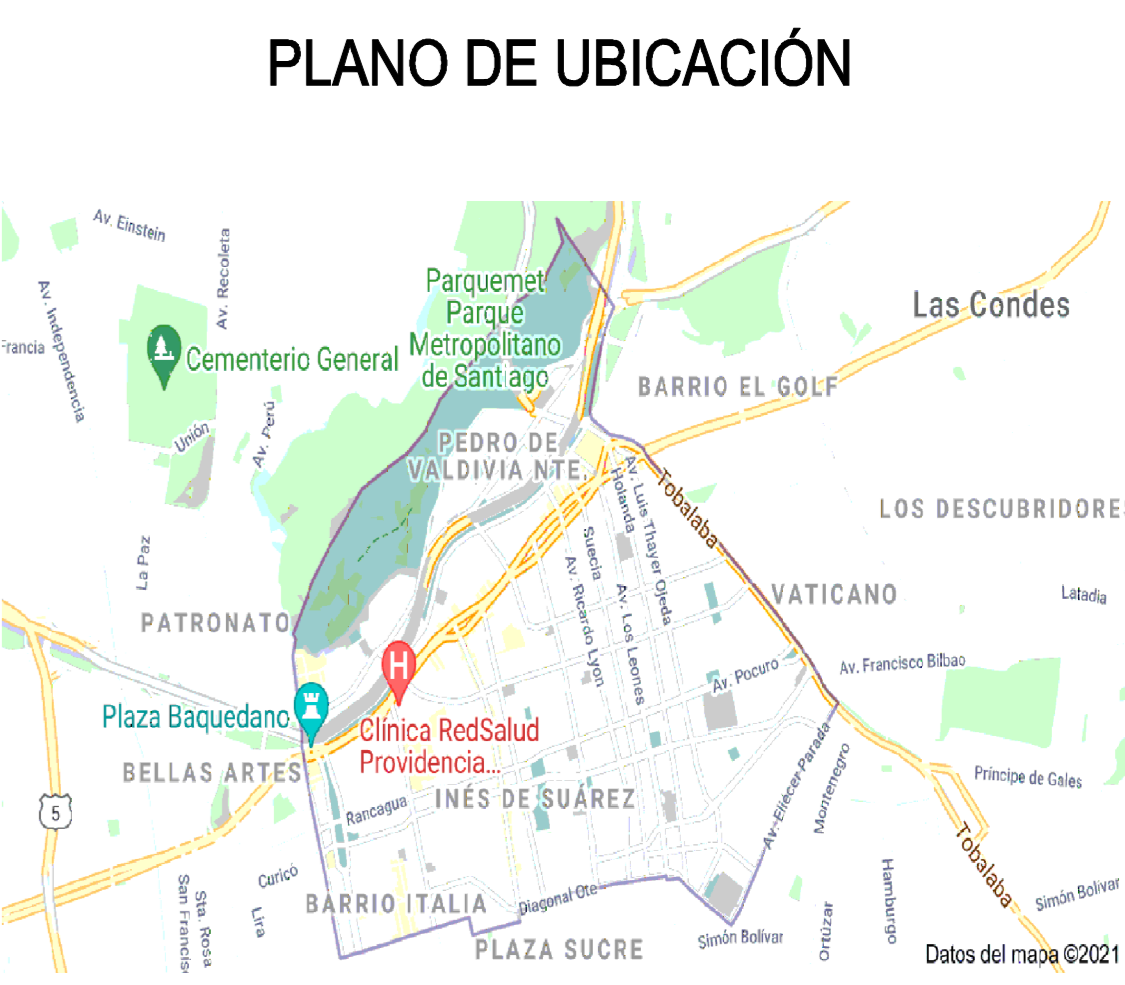 PLANO DE UBICACIÓN
Av. Einstein
Av. Recoleta
Av. Independencia
Francia
Cementerio General
Parquemet
Parque
Metropolitano
de Santiago
Las Condes
BARRIO EL GOLF
Unión
Av. Perú
PEDRO DE
VALDIVIA NTE.
Holanda
Av. Luis Thayer Ojeda
Tobalaba
LOS DESCUBRIDORE
La Paz
Suecia
Av. Ricardo Lyon
Av. Los Leones
VATICANO
Latadia
PATRONATO
H
Av. Pocuro
Av. Francisco Bilbao
Plaza Baquedano
Clínica RedSalud
Providencia...
BELLAS ARTES
5
Rancagua
INÉS DE SUÁREZ
Av. Eliecer Parada
Montenegro
Príncipe de Gales
Tobalaba
Curicó
Lira
Sta. Rosa
San Francisc
BARRIO ITALIA
Diagonal Ote
PLAZA SUCRE
Simón Bolívar
Ortúzar
Hamburgo
Simón Bolívar
Datos del mapa ©2021